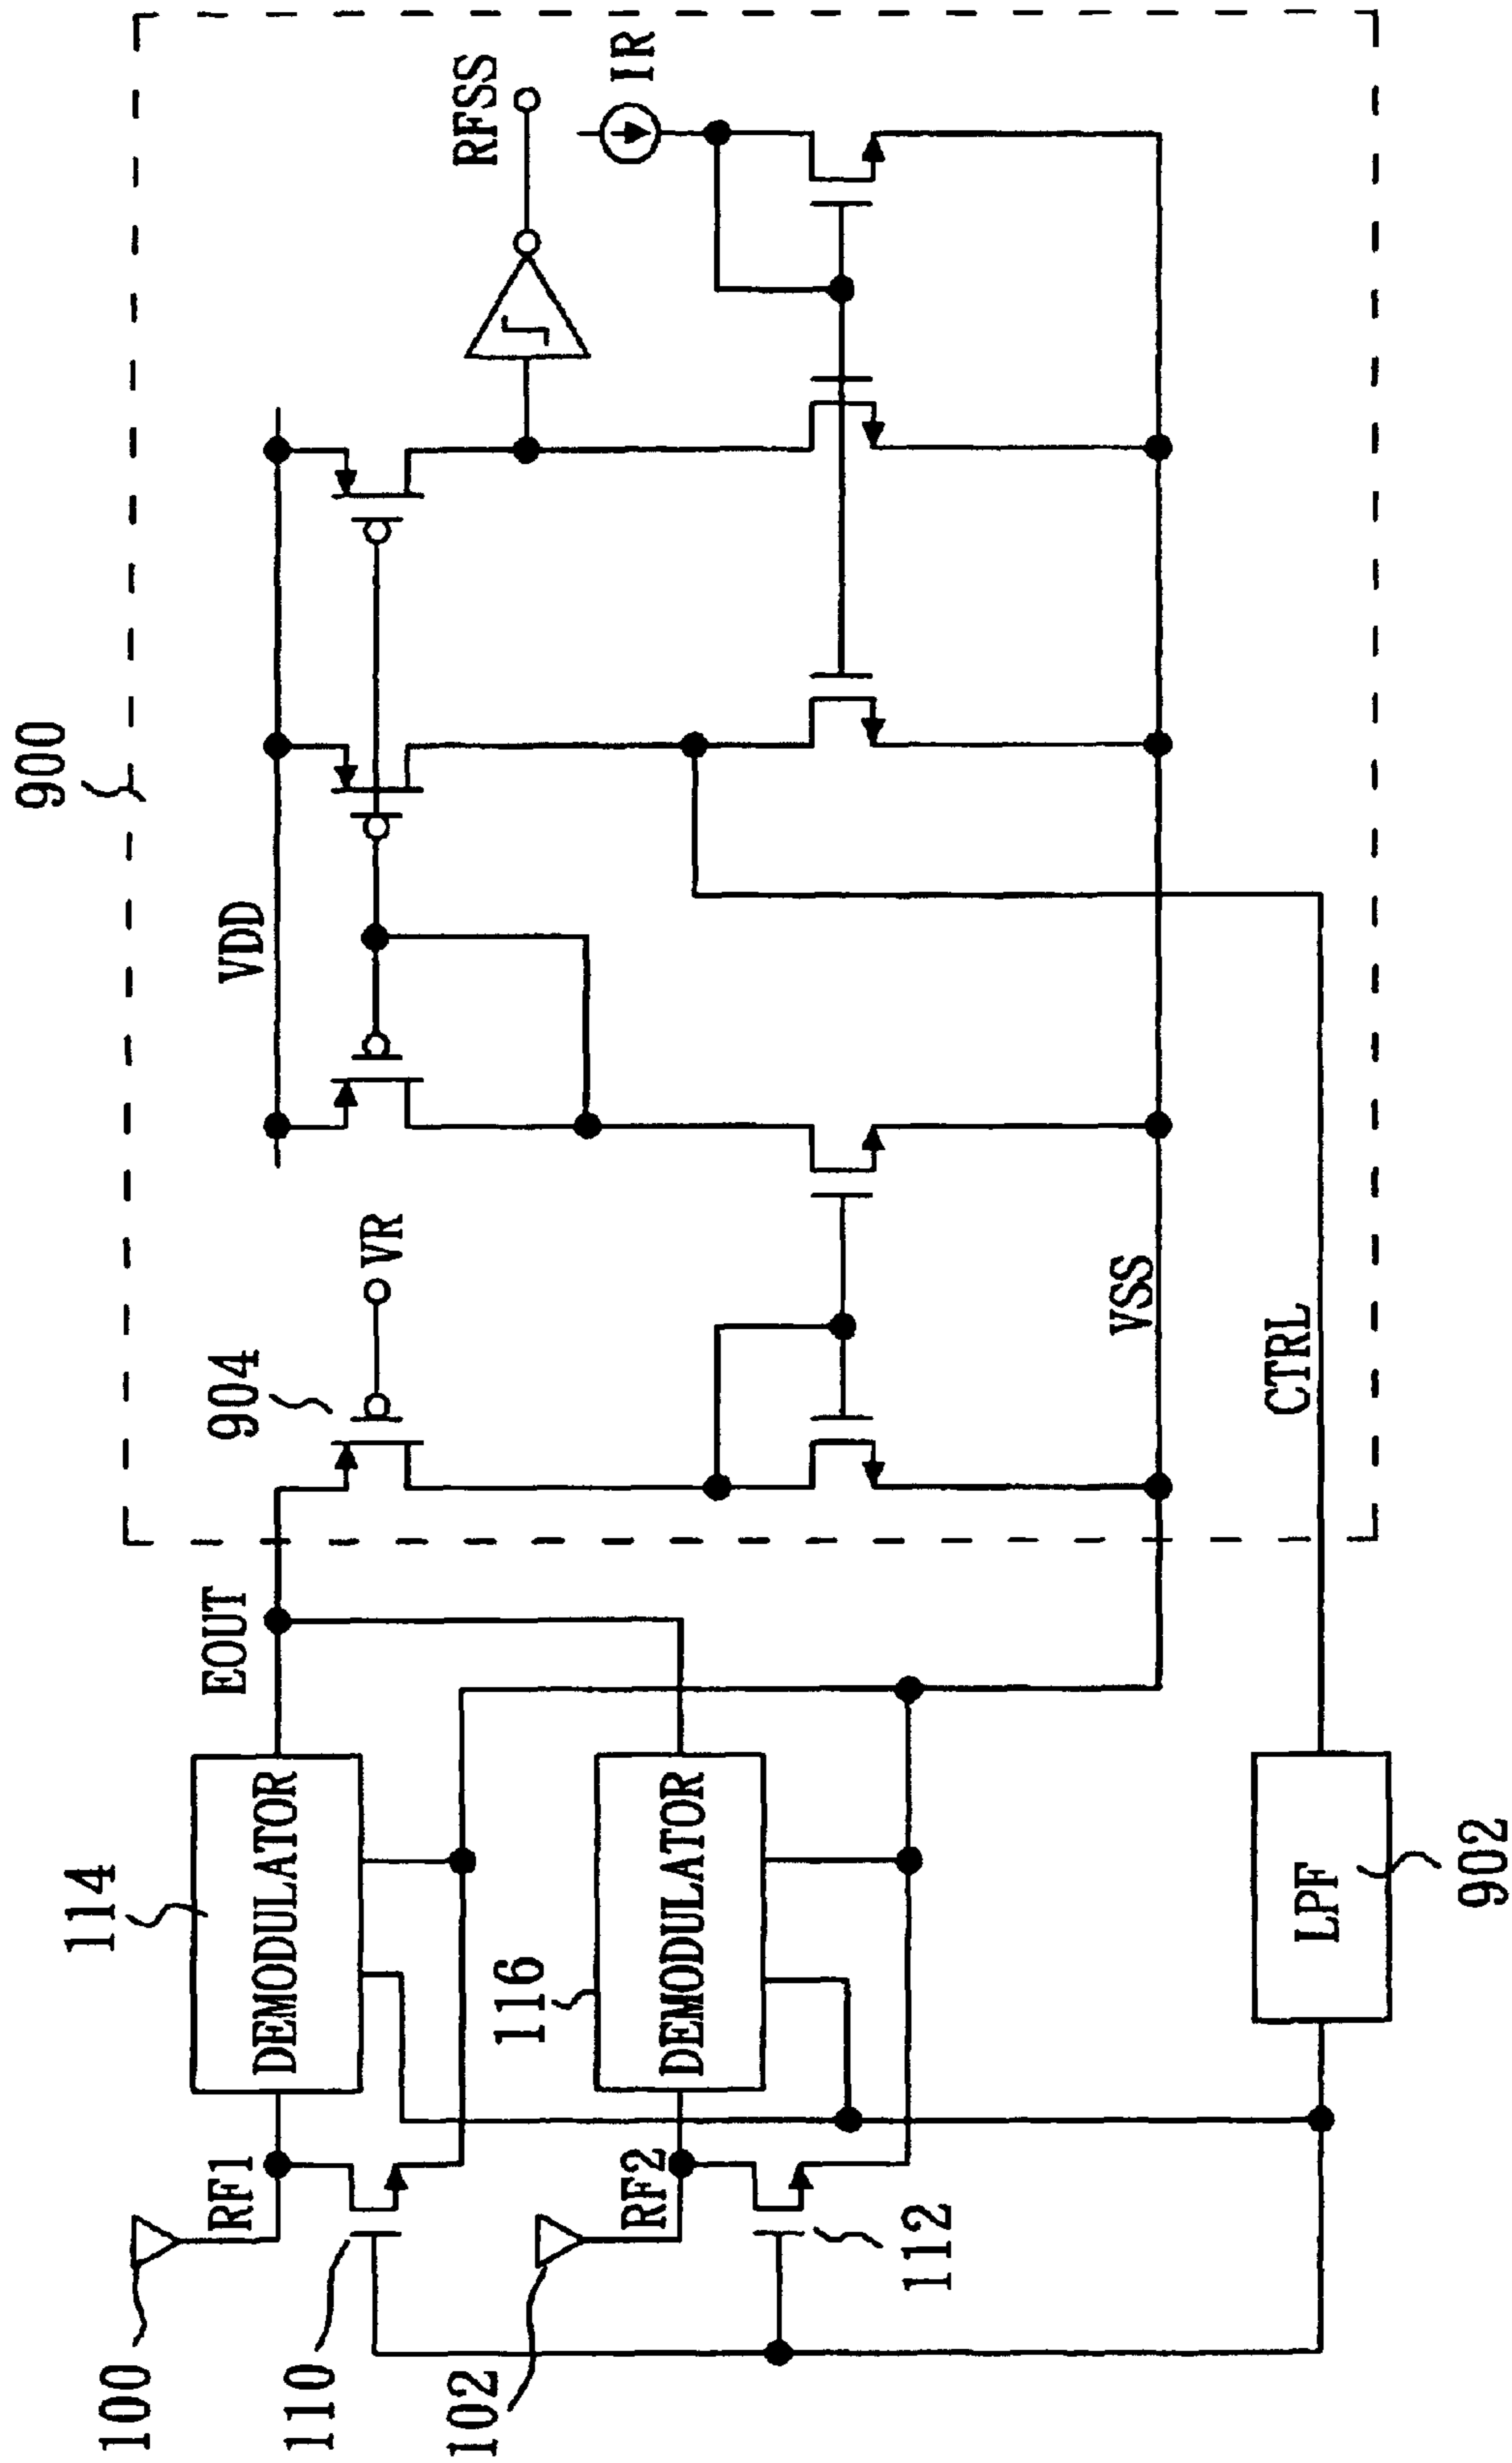 900
RFSS
IR
VDD
904
VR
VSS
CTRL
EOUT
114
DEMODULATOR
116
DEMODULATOR
LPF
902
RF1
RF2
100
110
102
112